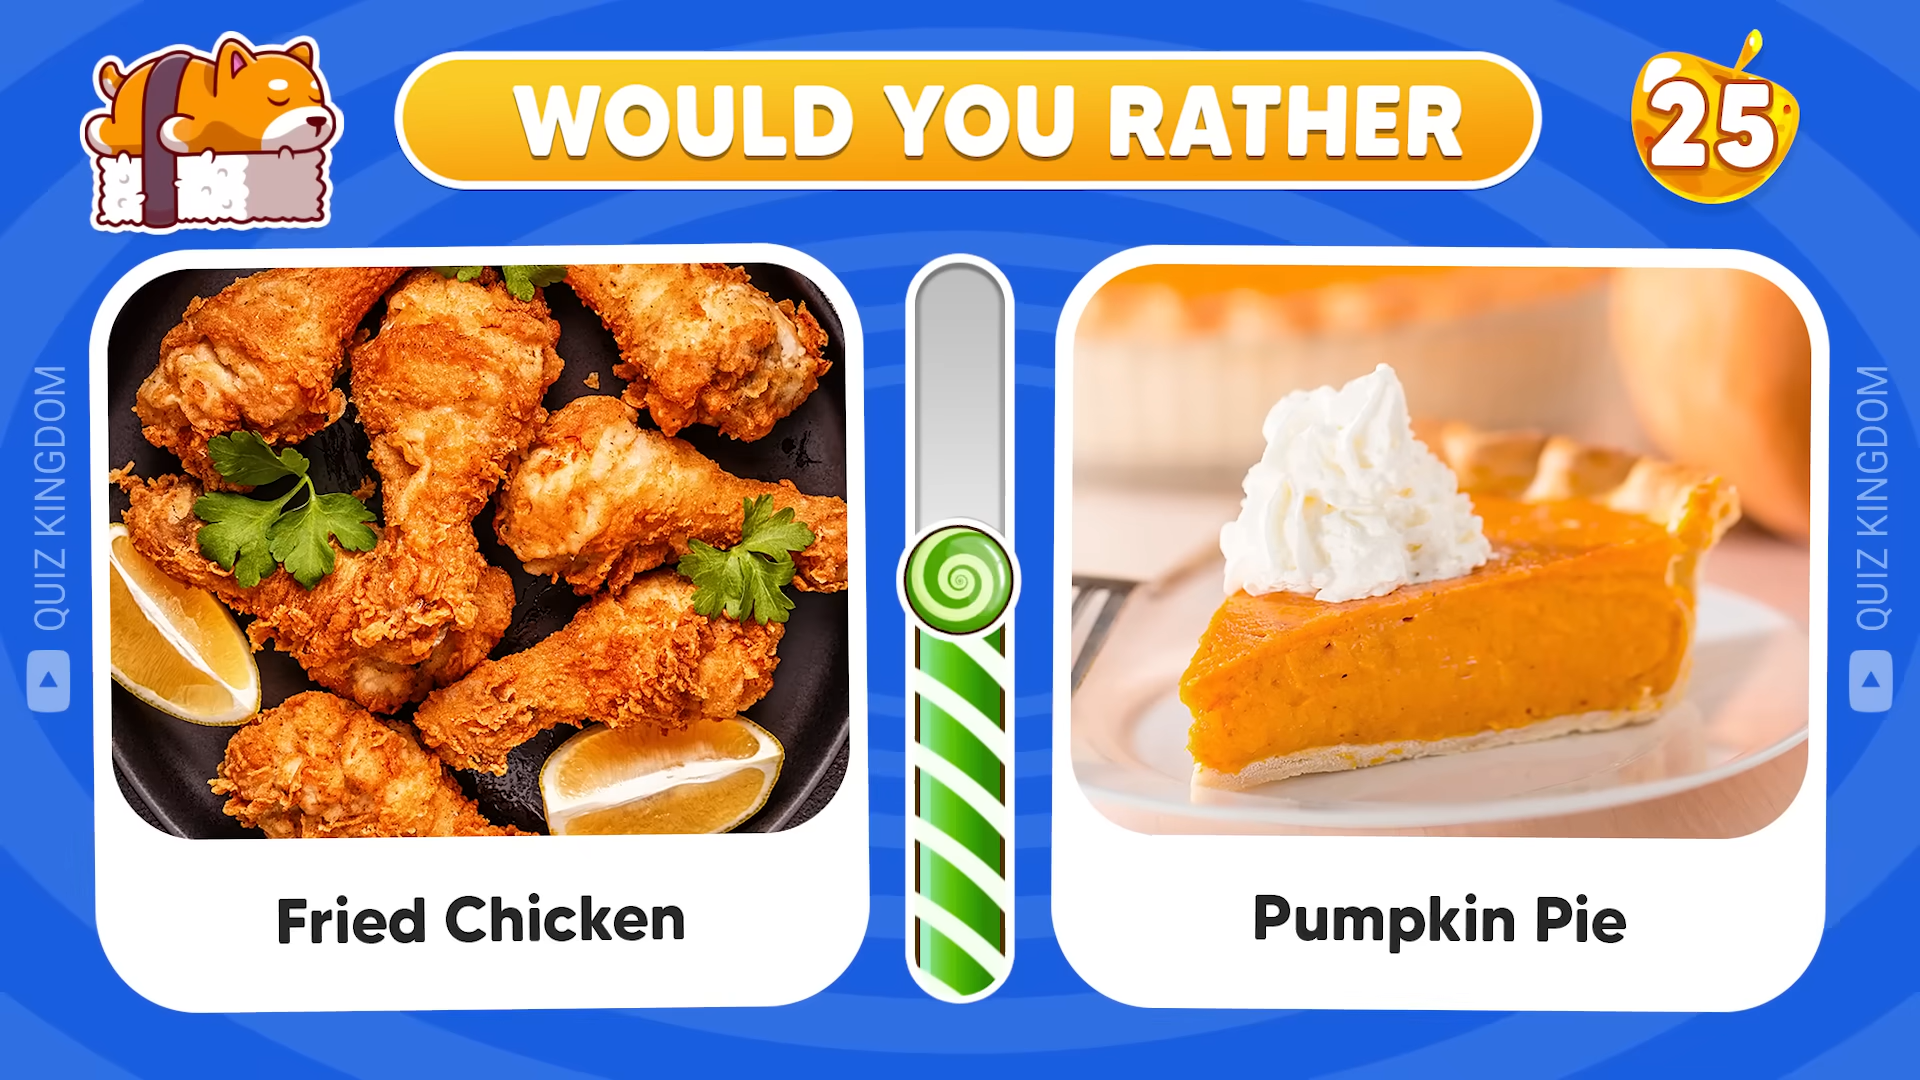 WOULD YOU RATHER
25
QUIZ KINGDOM
QUIZ KINGDOM
Fried Chicken
Pumpkin Pie